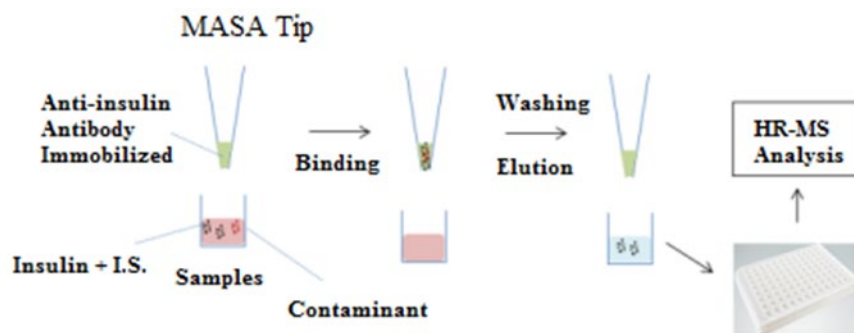 MASA Tip
Anti-insulin
Antibody
Immobilized
Binding
Washing
Elution
HR-MS
Analysis
Insulin + I.S.
Samples
Contaminant